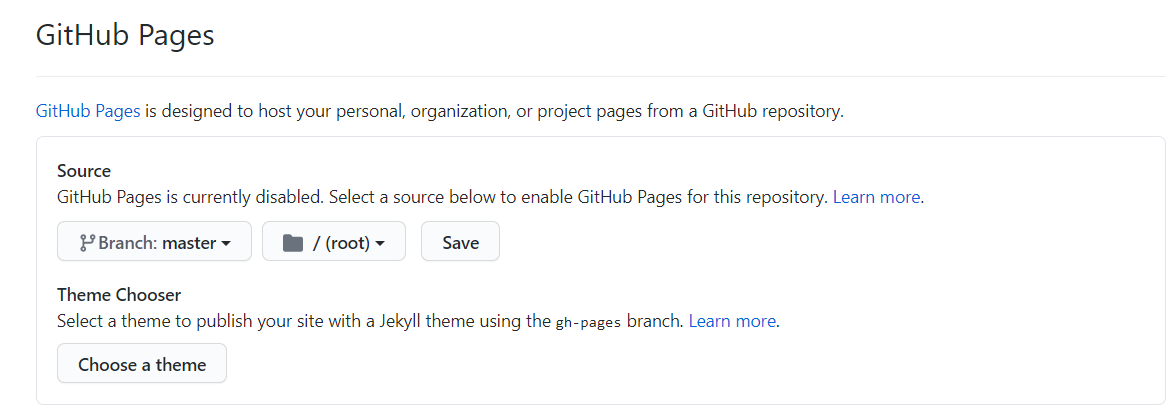 GitHub Pages
GitHub Pages is designed to host your personal, organization, or project pages from a GitHub repository.
Source
GitHub Pages is currently disabled. Select a source below to enable GitHub Pages for this repository. Learn more.
Branch: master / (root) Save
Theme Chooser
Select a theme to publish your site with a Jekyll theme using the gh-pages branch. Learn more.
Choose a theme